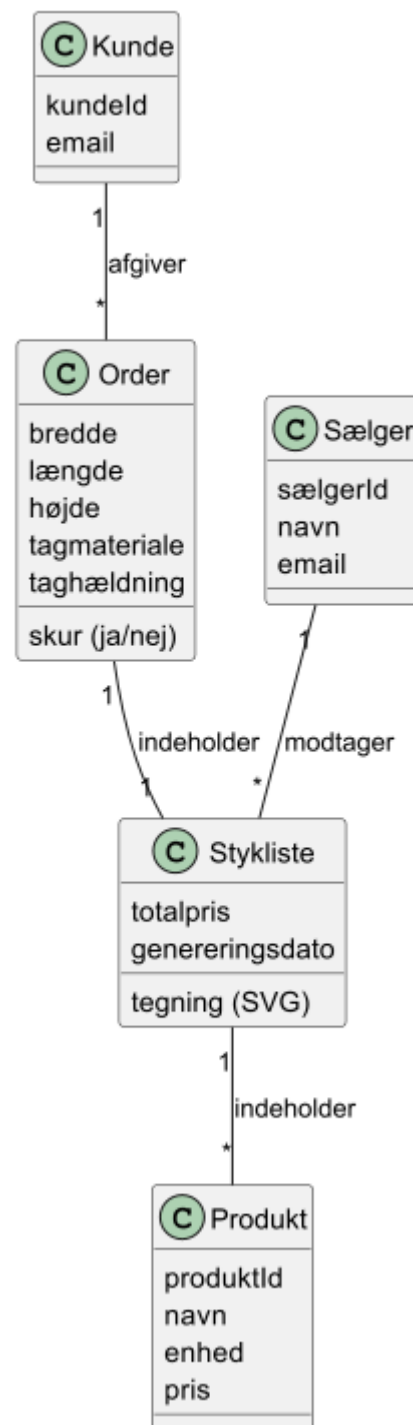 C Kunde
kundeId
email
1
afgiver
*
C Order
bredde
længde
højde
tagmateriale
taghældning
skur (ja/nej)
C Sælger
sælgerId
navn
email
1
1
indeholder
modtager
1
*
C Stykliste
totalpris
genereringsdato
tegning (SVG)
1
indeholder
*
C Produkt
produktId
navn
enhed
pris